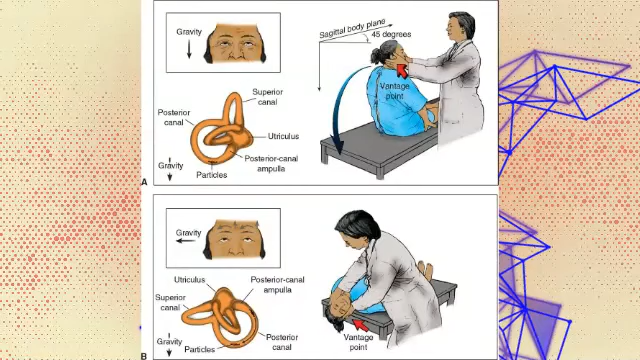 Gravity
Sagittal body plane
45 degrees
Superior
canal
Vantage
point
Posterior
canal
Utriculus
Gravity
Posterior-canal
ampulla
Particles
A
Gravity
Utriculus
Posterior-canal
ampulla
Superior
canal
Gravity
Posterior
canal
Vantage
point
Particles
B